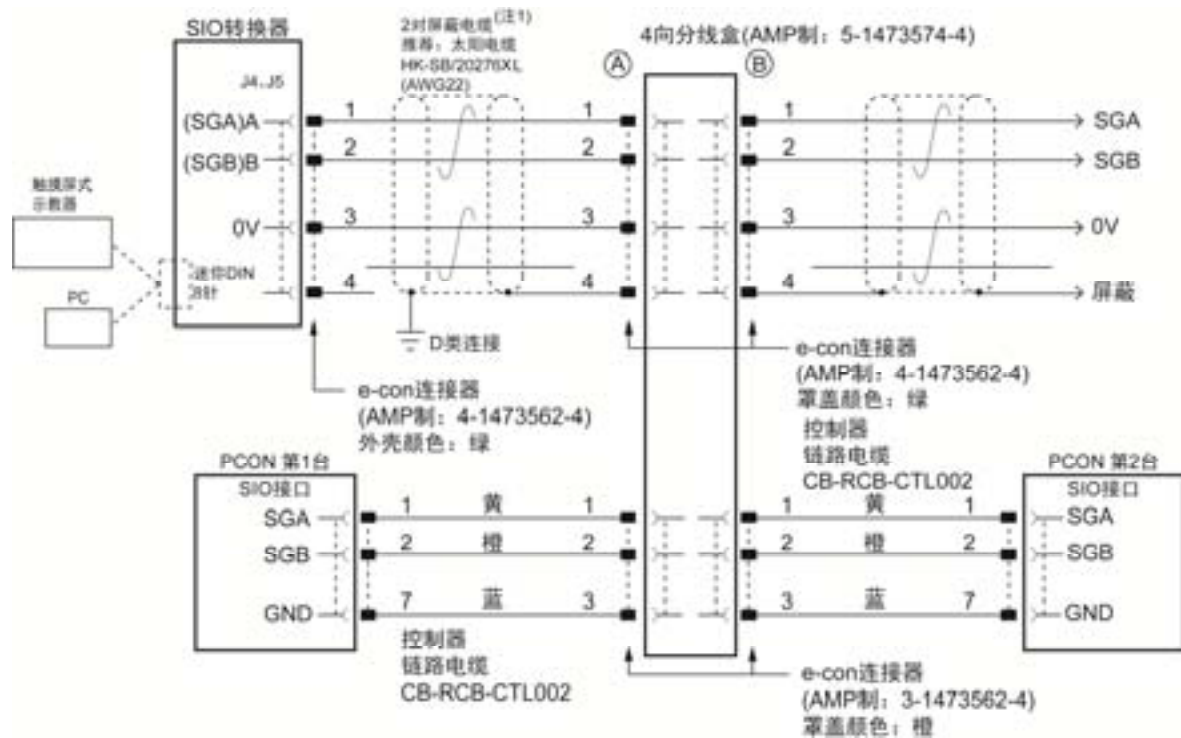 SIO转换器
2对屏蔽电缆(注1)
推荐：太阳电缆
HK-SB/20276XL
(AWG22)
4向分线盒(AMP制：5-1473574-4)
A
B
J4.J5
(SGA)A
1
1
1
SGA
(SGB)B
2
2
2
SGB
触摸屏式
示教器
0V
3
3
3
0V
迷你DIN
8针
4
4
4
屏蔽
PC
D类连接
e-con连接器
(AMP制：4-1473562-4)
外壳颜色：绿
e-con连接器
(AMP制：4-1473562-4)
罩盖颜色：绿
控制器
链路电缆
CB-RCB-CTL002
PCON 第1台
SIO接口
PCON 第2台
SIO接口
SGA
1
黄
1
1
黄
1
SGA
SGB
2
橙
2
2
橙
2
SGB
GND
7
蓝
3
3
蓝
7
GND
控制器
链路电缆
CB-RCB-CTL002
e-con连接器
(AMP制：3-1473562-4)
罩盖颜色：橙